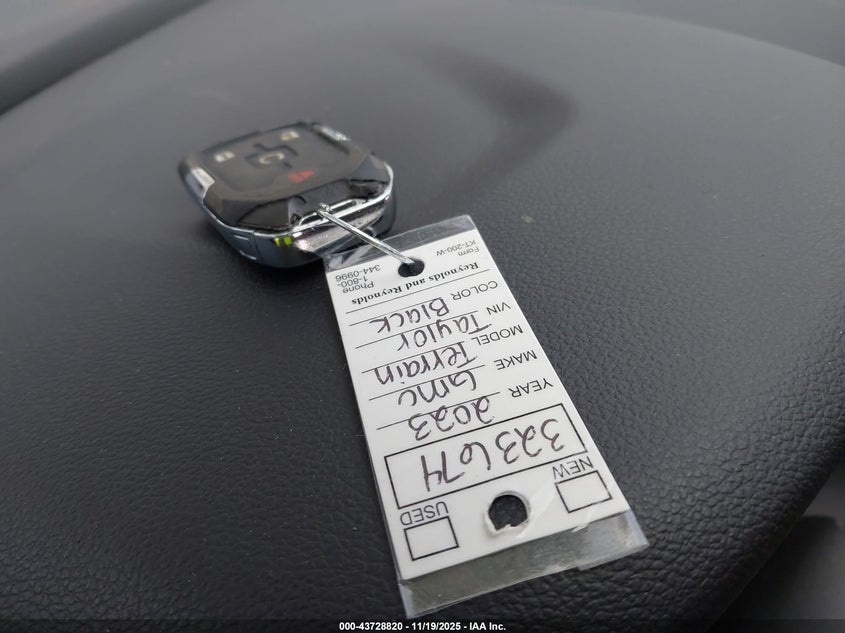 NEW
USED
323674
YEAR 2023
MAKE GMC
MODEL Terrain
VIN Taylor
COLOR Black
Reynolds and Reynolds
Form
KT-200-W
Phone
1-800-
344-0996
000-43728820 - 11/19/2025 - IAA Inc.